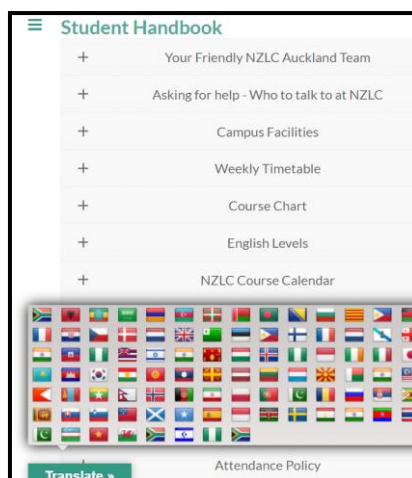 Student Handbook
Your Friendly NZLC Auckland Team
Asking for help - Who to talk to at NZLC
Campus Facilities
Weekly Timetable
Course Chart
English Levels
NZLC Course Calendar
Attendance Policy
Translate »